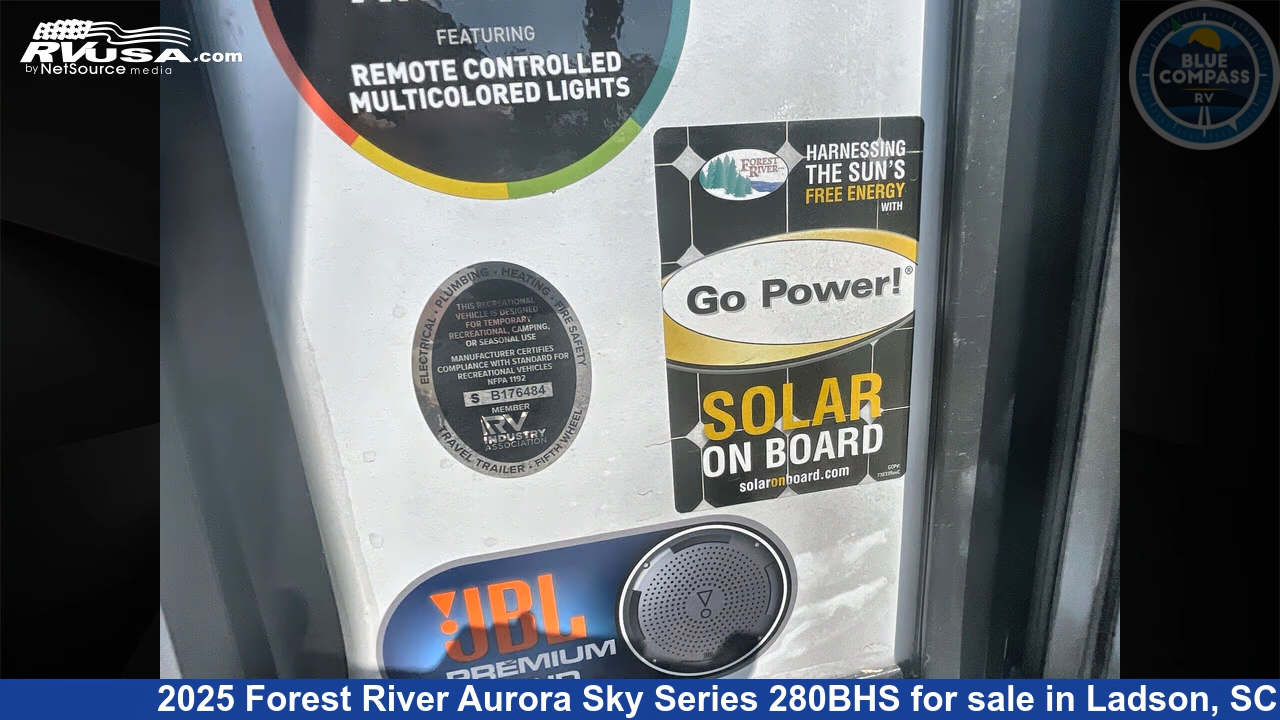 RVUSA.com
by NetSource media
BLUE
COMPASS
RV
FEATURING
REMOTE CONTROLLED
MULTICOLORED LIGHTS
FOREST
RIVER
HARNESSING
THE SUN'S
FREE ENERGY
WITH
Go Power!®
SOLAR
ON BOARD
solaronboard.com
ELECTRICAL • PLUMBING • HEATING • FIRE SAFETY
THIS RECREATIONAL
VEHICLE IS DESIGNED
FOR TEMPORARY
RECREATIONAL, CAMPING,
OR SEASONAL USE
MANUFACTURER CERTIFIES
COMPLIANCE WITH STANDARD FOR
RECREATIONAL VEHICLES
NFPA 1192
S B176484
MEMBER
RV
INDUSTRY
ASSOCIATION
TRAVEL TRAILER • FIFTH WHEEL
JBL
PREMIUM
2025 Forest River Aurora Sky Series 280BHS for sale in Ladson, SC